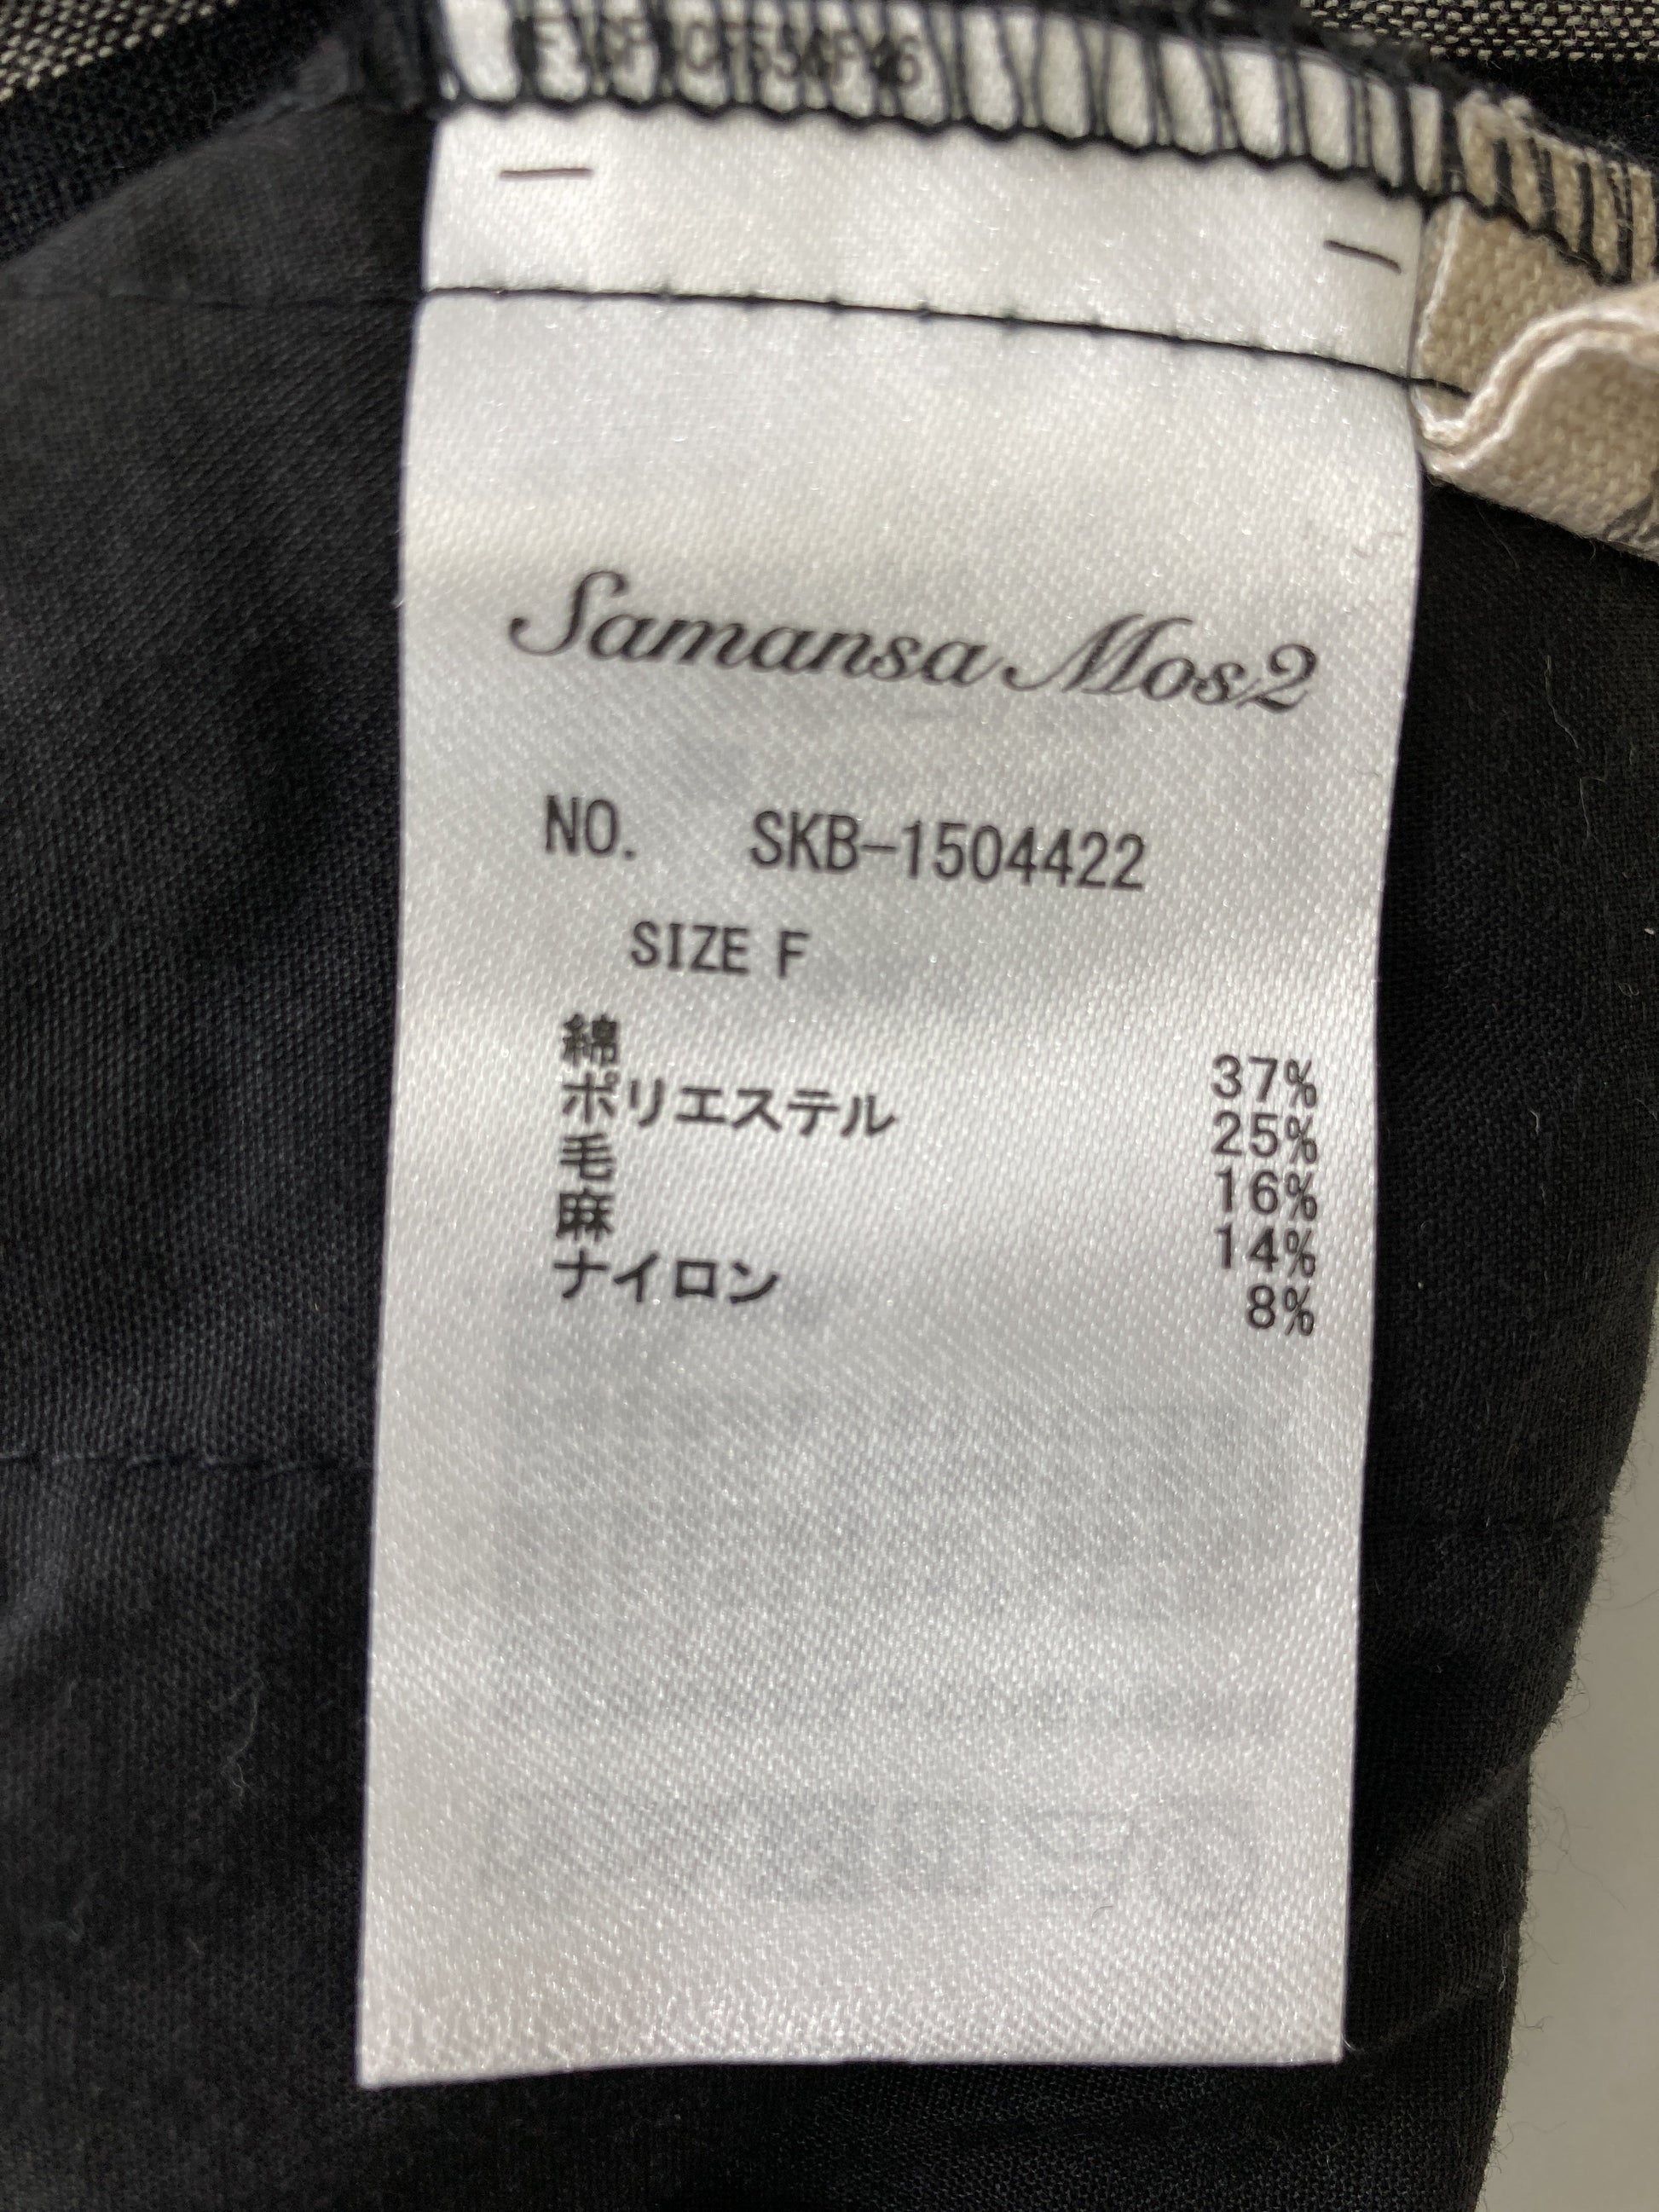 Samansa Mos2
NO. SKB-1504422
SIZE F
綿 37%
ポリエステル 25%
毛 16%
麻 14%
ナイロン 8%